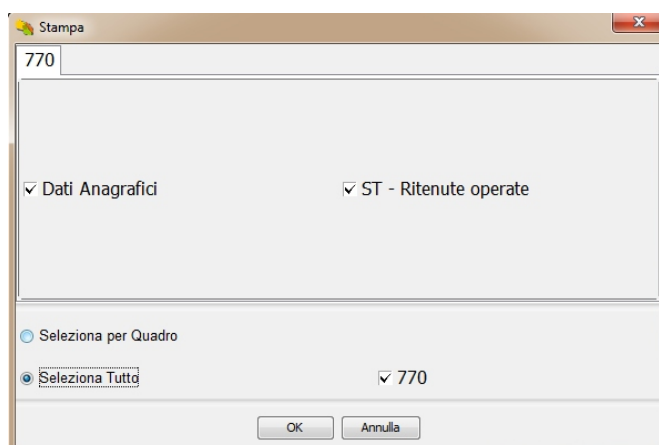 Stampa
770
Dati Anagrafici ST - Ritenute operate
Seleziona per Quadro
Seleziona Tutto 770
OK Annulla